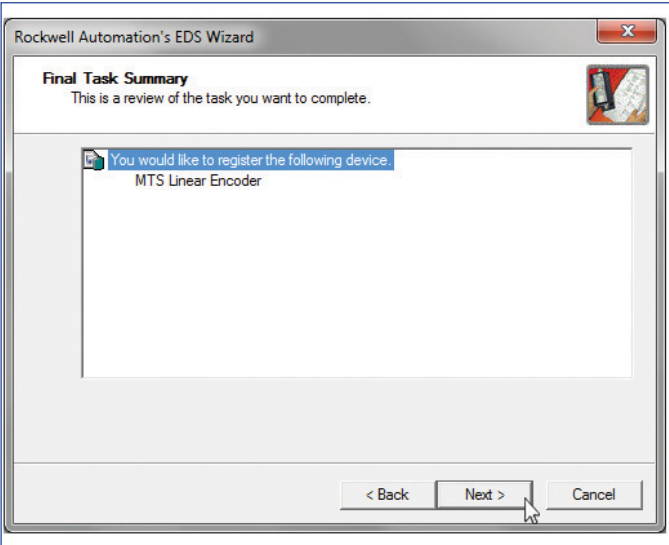 Rockwell Automation's EDS Wizard
Final Task Summary
This is a review of the task you want to complete.
You would like to register the following device.
MTS Linear Encoder
< Back
Next >
Cancel